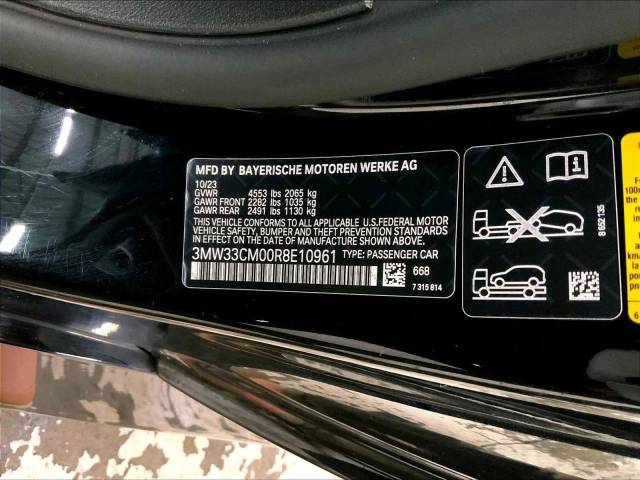 MFD BY BAYERISCHE MOTOREN WERKE AG
10/23
GVWR 4553 lbs 2065 kg
GAWR FRONT 2282 lbs 1035 kg
GAWR REAR 2491 lbs 1130 kg
THIS VEHICLE CONFORMS TO ALL APPLICABLE U.S.FEDERAL MOTOR
VEHICLE SAFETY, BUMPER AND THEFT PREVENTION STANDARDS
IN EFFECT ON THE DATE OF MANUFACTURE SHOWN ABOVE.
3MW33CM00R8E10961 TYPE: PASSENGER CAR
668
7 315 814
8 652 135